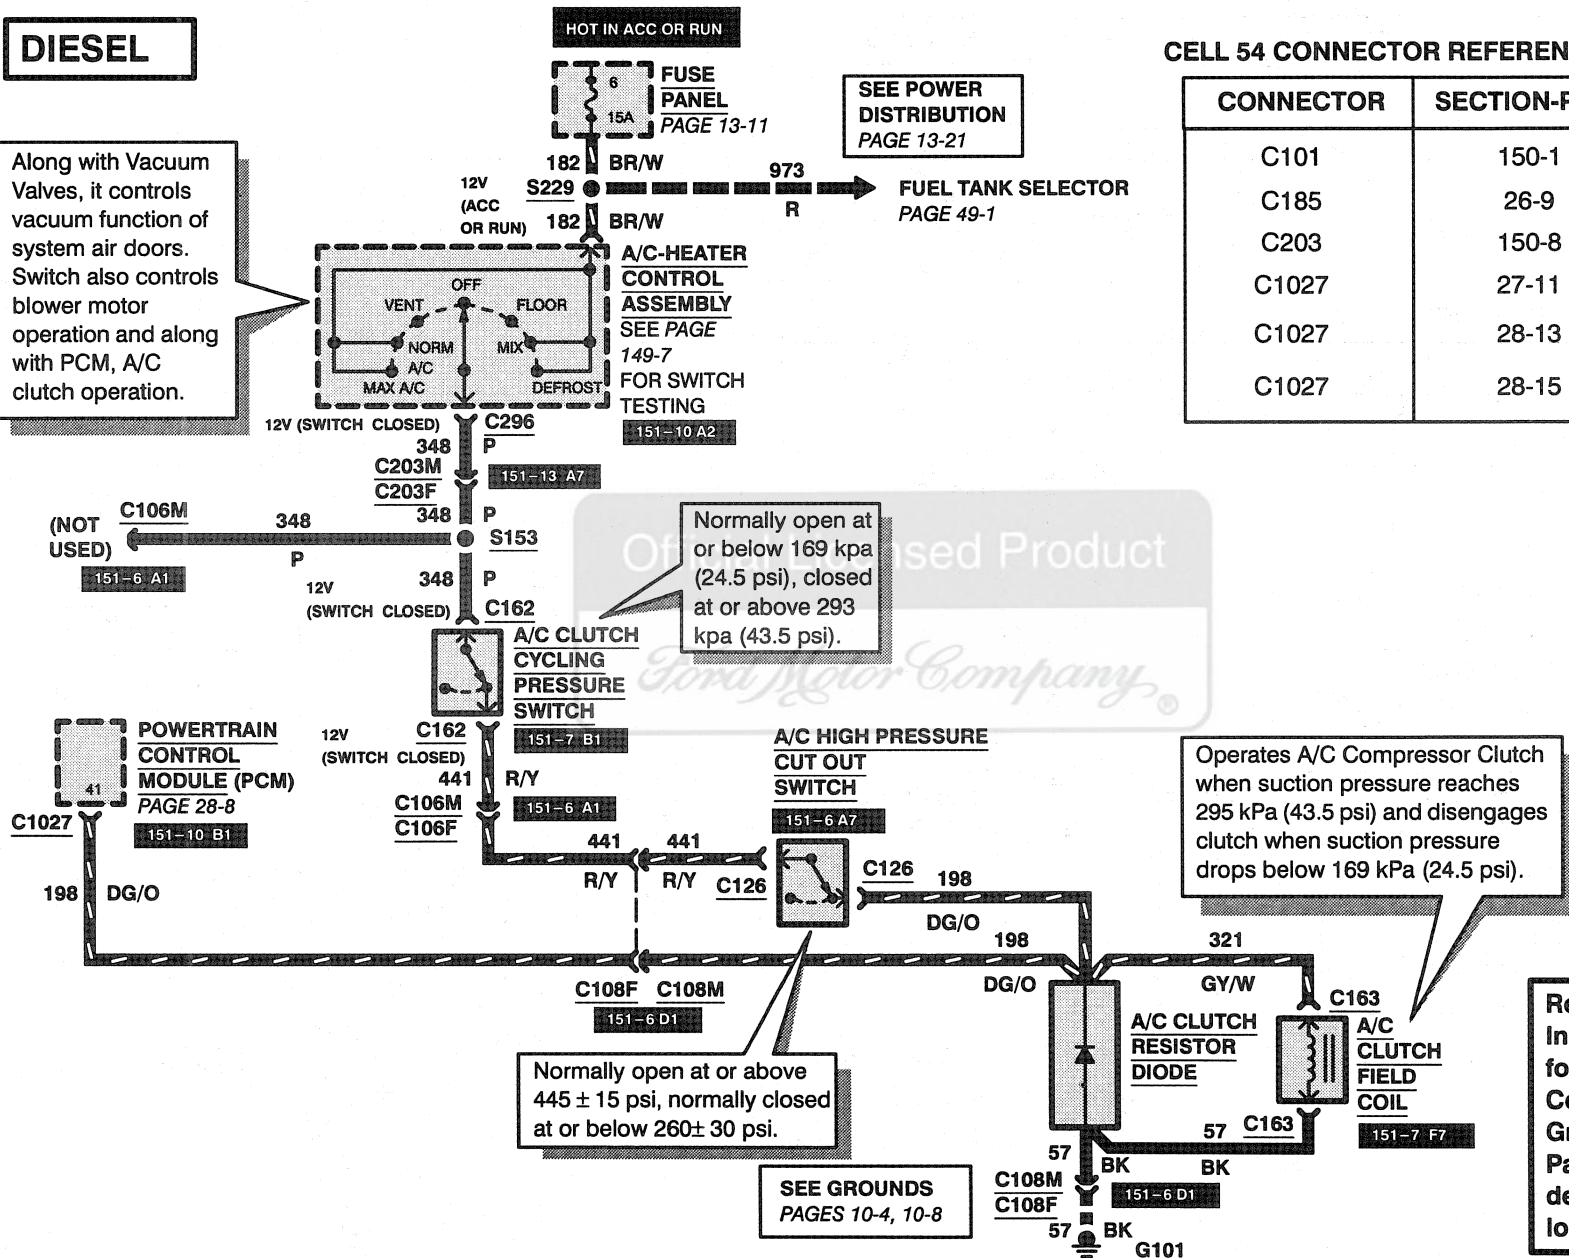 DIESEL
HOT IN ACC OR RUN
6
15A
FUSE
PANEL
PAGE 13-11
SEE POWER
DISTRIBUTION
PAGE 13-21
CELL 54 CONNECTOR REFEREN
CONNECTOR
SECTION-P
C101
150-1
C185
26-9
C203
150-8
C1027
27-11
C1027
28-13
C1027
28-15
Along with Vacuum
Valves, it controls
vacuum function of
system air doors.
Switch also controls
blower motor
operation and along
with PCM, A/C
clutch operation.
182 BR/W
12V
(ACC
OR RUN)
S229
973
R
FUEL TANK SELECTOR
PAGE 49-1
182 BR/W
A/C-HEATER
CONTROL
ASSEMBLY
SEE PAGE
149-7
FOR SWITCH
TESTING
151-10 A2
OFF
VENT
FLOOR
NORM
A/C
MIX
MAX A/C
DEFROST
12V (SWITCH CLOSED)
C296
348 P
C203M
151-13 A7
C203F
348 P
(NOT
USED)
C106M
348
P
151-6 A1
S153
348 P
12V
(SWITCH CLOSED)
C162
Normally open at
or below 169 kpa
(24.5 psi), closed
at or above 293
kpa (43.5 psi).
Official Licensed Product
Ford Motor Company
®
A/C CLUTCH
CYCLING
PRESSURE
SWITCH
151-7 B1
C162
12V
(SWITCH CLOSED)
441 R/Y
C106M
151-6 A1
C106F
POWERTRAIN
CONTROL
MODULE (PCM)
PAGE 28-8
151-10 B1
41
C1027
198 DG/O
441
R/Y
441
R/Y
A/C HIGH PRESSURE
CUT OUT
SWITCH
151-6 A7
C126
C126
198
DG/O
Operates A/C Compressor Clutch
when suction pressure reaches
295 kPa (43.5 psi) and disengages
clutch when suction pressure
drops below 169 kPa (24.5 psi).
198
DG/O
321
GY/W
C108F C108M
151-6 D1
Normally open at or above
445 ± 15 psi, normally closed
at or below 260± 30 psi.
A/C CLUTCH
RESISTOR
DIODE
C163
A/C
CLUTCH
FIELD
COIL
151-7 F7
C163
57
BK
57
BK
C108M
151-6 D1
C108F
57 BK
G101
SEE GROUNDS
PAGES 10-4, 10-8
Re
In
fo
Co
Gr
Pa
de
lo